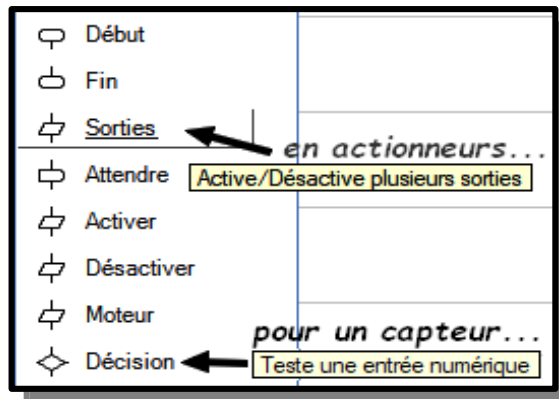 Début
Fin
Sorties
en actionneurs...
Attendre
Active/Désactive plusieurs sorties
Activer
Désactiver
Moteur
pour un capteur...
Décision
Teste une entrée numérique